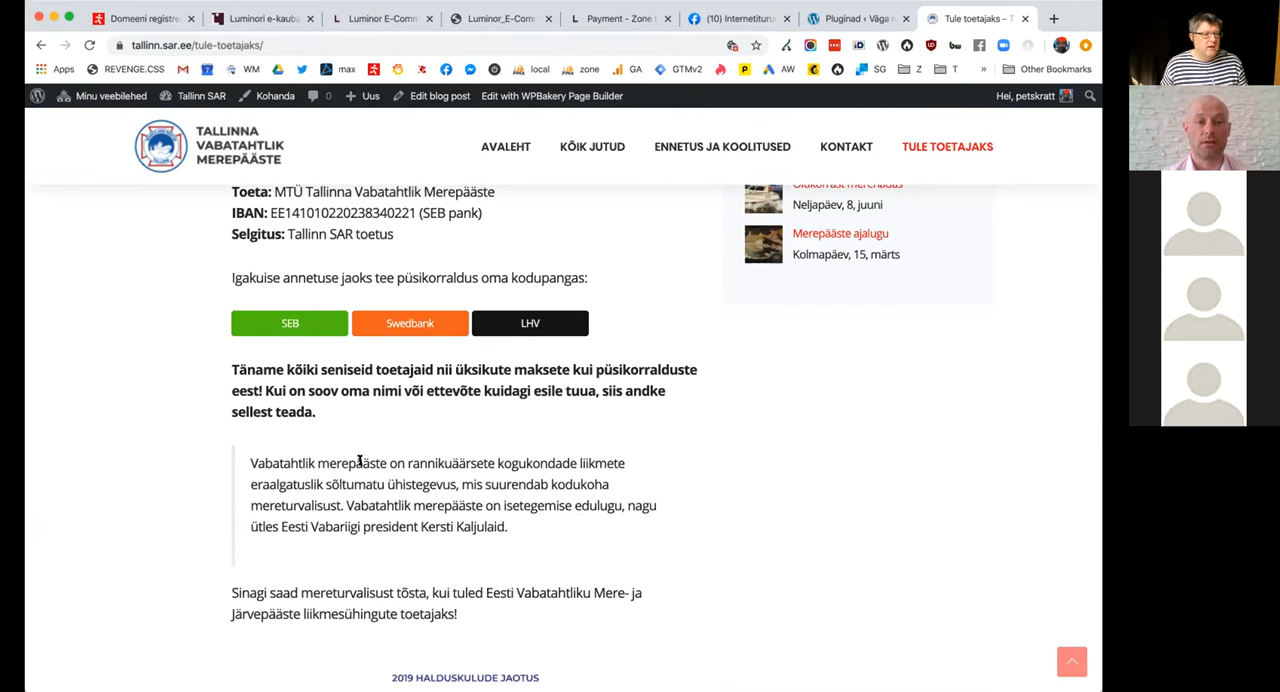 Domeeni registre
Luminori e-kauba
Luminor E-Comm
Luminor_E-Comm
Payment - Zone
(10) Internetiturun
Pluginad ‹ Väga
Tule toetajaks – T
tallinn.sar.ee/tule-toetajaks/
Apps
REVENGE.CSS
WM
max
local
zone
GA
GTMv2
AW
SG
Z
T
»
Other Bookmarks
Minu veebilehed
Tallinn SAR
Kohanda
0
Uus
Edit blog post
Edit with WPBakery Page Builder
Hei, petskratt
TALLINNA
VABATAHTLIK
MEREPÄÄSTE
AVALEHT
KÕIK JUTUD
ENNETUS JA KOOLITUSED
KONTAKT
TULE TOETAJAKS
Toeta: MTÜ Tallinna Vabatahtlik Merepääste
IBAN: EE141010220238340221 (SEB pank)
Selgitus: Tallinn SAR toetus
Neljapäev, 8, juuni
Merepääste ajalugu
Kolmapäev, 15, märts
Igakuise annetuse jaoks tee püsikorraldus oma kodupangas:
SEB
Swedbank
LHV
Täname kõiki seniseid toetajaid nii üksikute maksete kui püsikorralduste
eest! Kui on soov oma nimi või ettevõte kuidagi esile tuua, siis andke
sellest teada.
Vabatahtlik merepääste on rannikuäärsete kogukondade liikmete
eraalgatuslik sõltumatu ühistegevus, mis suurendab kodukoha
mereturvalisust. Vabatahtlik merepääste on isetegemise edulugu, nagu
ütles Eesti Vabariigi president Kersti Kaljulaid.
Sinagi saad mereturvalisust tõsta, kui tuled Eesti Vabatahtliku Mere- ja
Järvepääste liikmesühingute toetajaks!
2019 HALDUSKULUDE JAOTUS